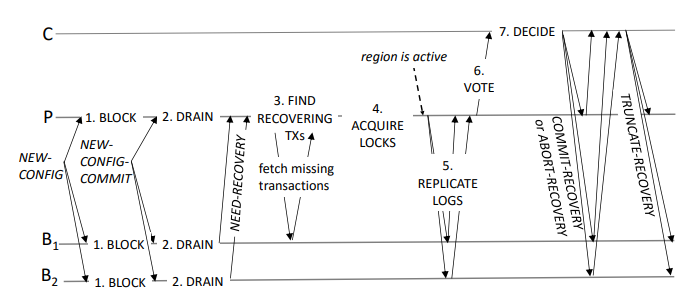 C
7. DECIDE
region is active
6.
VOTE
P
1. BLOCK
2. DRAIN
3. FIND
RECOVERING
TXs
4.
ACQUIRE
LOCKS
NEW-
CONFIG
NEW-
CONFIG-
COMMIT
NEED-RECOVERY
fetch missing
transactions
5.
REPLICATE
LOGS
COMMIT-RECOVERY
or ABORT-RECOVERY
TRUNCATE-RECOVERY
B1
1. BLOCK
2. DRAIN
B2
1. BLOCK
2. DRAIN